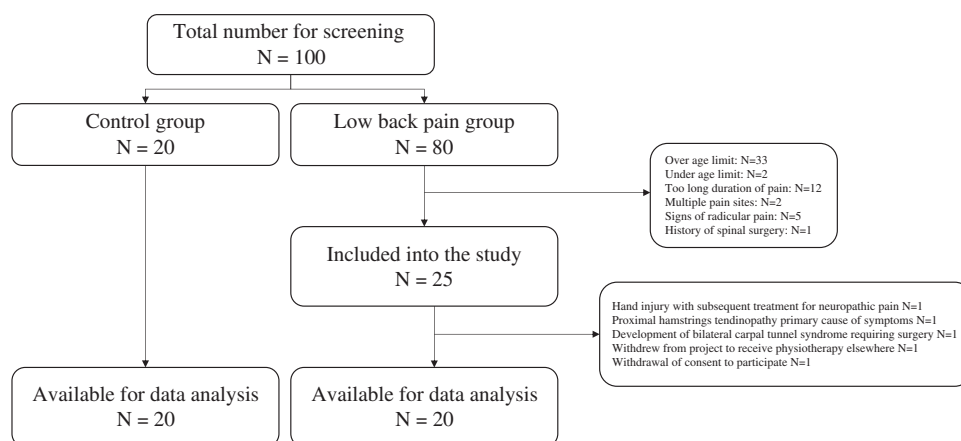 Total number for screening
N = 100
Control group
N = 20
Low back pain group
N = 80
Over age limit: N=33
Under age limit: N=2
Too long duration of pain: N=12
Multiple pain sites: N=2
Signs of radicular pain: N=5
History of spinal surgery: N=1
Included into the study
N = 25
Hand injury with subsequent treatment for neuropathic pain N=1
Proximal hamstrings tendinopathy primary cause of symptoms N=1
Development of bilateral carpal tunnel syndrome requiring surgery N=1
Withdrew from project to receive physiotherapy elsewhere N=1
Withdrawal of consent to participate N=1
Available for data analysis
N = 20
Available for data analysis
N = 20